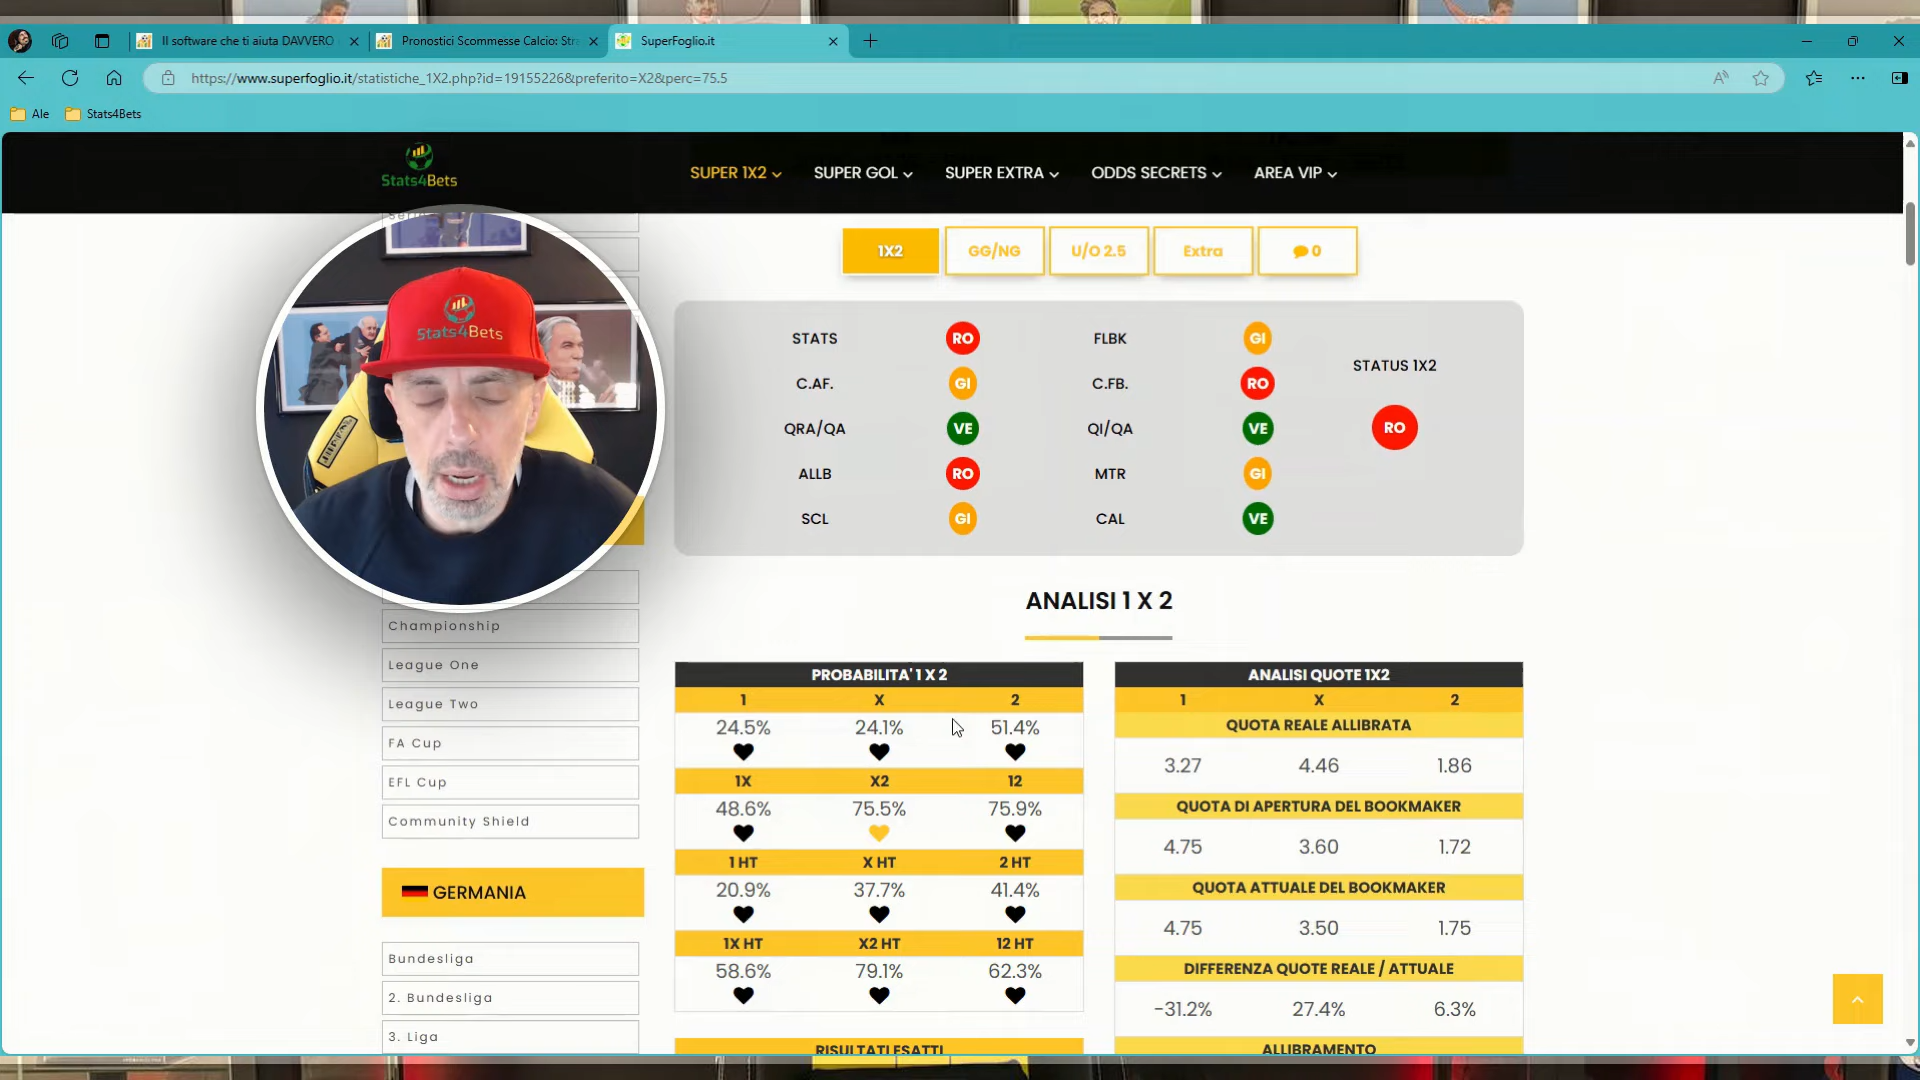 Il software che ti aiuta DAVVERO
Pronostici Scommesse Calcio: Str
SuperFoglio.it
https://www.superfoglio.it/statistiche_1X2.php?id=19155226&preferito=X2&perc=75.5
Ale
Stats4Bets
Stats4Bets
SUPER 1X2
SUPER GOL
SUPER EXTRA
ODDS SECRETS
AREA VIP
1X2
GG/NG
U/O 2.5
Extra
0
STATS RO FLBK GI
C.AF. GI C.FB. RO
QRA/QA VE QI/QA VE
ALLB RO MTR GI
SCL GI CAL VE
STATUS 1X2
RO
Stats4Bets
Championship
League One
League Two
FA Cup
EFL Cup
Community Shield
GERMANIA
Bundesliga
2. Bundesliga
3. Liga
ANALISI 1 X 2
PROBABILITA' 1 X 2
1 X 2
24.5% 24.1% 51.4%
1X X2 12
48.6% 75.5% 75.9%
1 HT X HT 2 HT
20.9% 37.7% 41.4%
1X HT X2 HT 12 HT
58.6% 79.1% 62.3%
RISULTATI ESATTI
ANALISI QUOTE 1X2
1 X 2
QUOTA REALE ALLIBRATA
3.27 4.46 1.86
QUOTA DI APERTURA DEL BOOKMAKER
4.75 3.60 1.72
QUOTA ATTUALE DEL BOOKMAKER
4.75 3.50 1.75
DIFFERENZA QUOTE REALE / ATTUALE
-31.2% 27.4% 6.3%
ALLIBRAMENTO